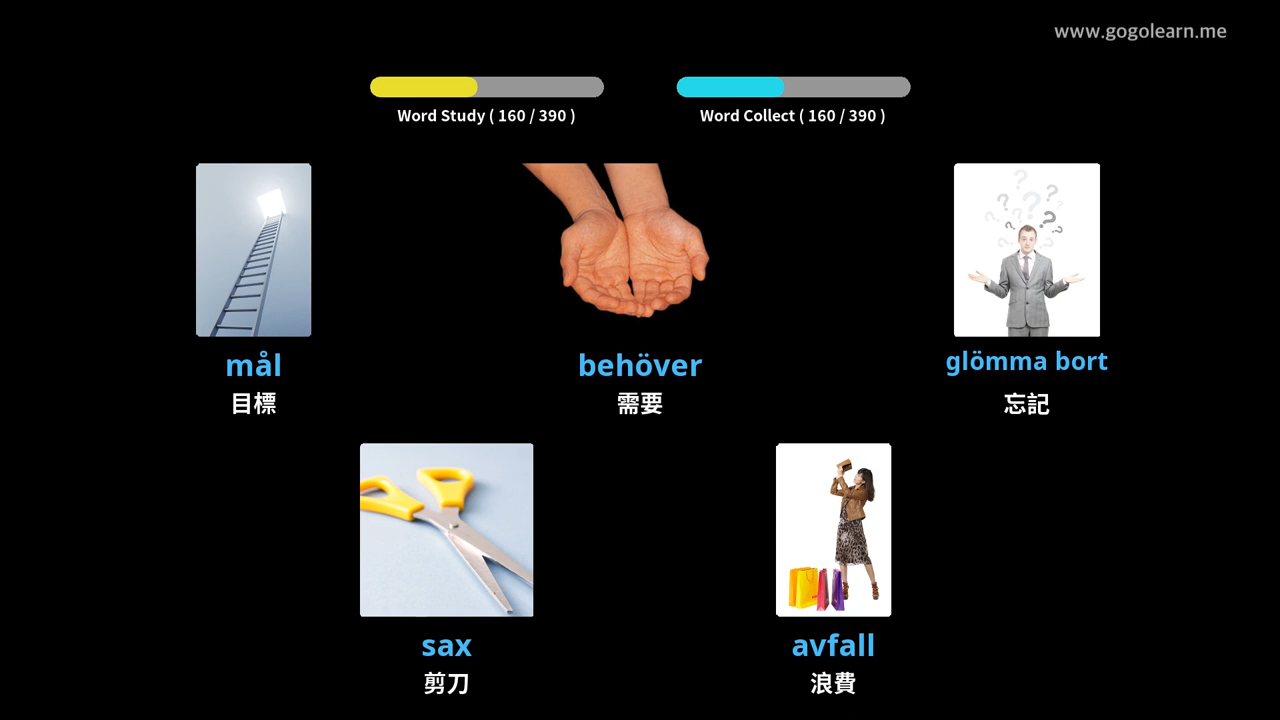 www.gogolearn.me
Word Study ( 160 / 390 )
Word Collect ( 160 / 390 )
mål
目標
behöver
需要
glömma bort
忘記
sax
剪刀
avfall
浪費